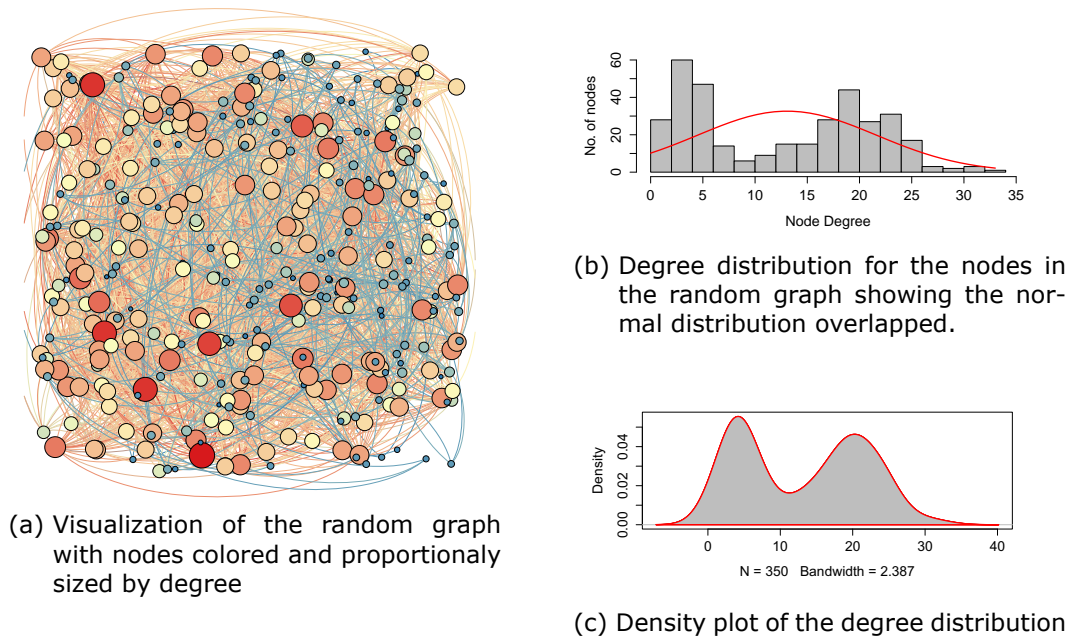 (a) Visualization of the random graph
with nodes colored and proportionaly
sized by degree
No. of nodes
0 20 40 60
0 5 10 15 20 25 30 35
Node Degree
(b) Degree distribution for the nodes in
the random graph showing the nor-
mal distribution overlapped.
Density
0.00 0.02 0.04
0 10 20 30 40
N = 350 Bandwidth = 2.387
(c) Density plot of the degree distribution